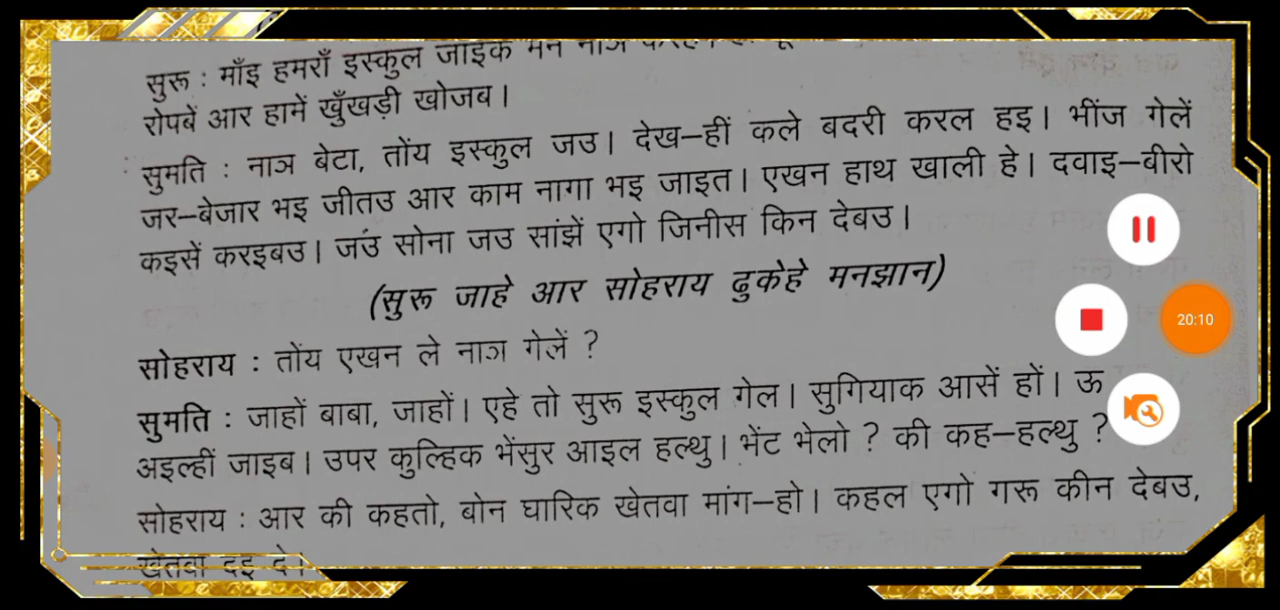 सुरू : माँइ हमराँ इस्कुल जाइक मन नाञ
रोपबें आर हामें खुँखड़ी खोजब।
सुमति : नाञ बेटा, तोंय इस्कुल जउ। देख–हीं कले बदरी करल हइ। भींज गेलें
जर–बेजार भइ जीतउ आर काम नागा भइ जाइत। एखन हाथ खाली हे। दवाइ–बीरो
कइसें करइबउ। जउं सोना जउ सांझें एगो जिनीस किन देबउ।
(सुरू जाहे आर सोहराय ढुकेहे मनझान)
सोहराय : तोंय एखन ले नाञ गेलें ?
सुमति : जाहों बाबा, जाहों। एहे तो सुरू इस्कुल गेल। सुगियाक आसें हों। ऊ
अइल्हीं जाइब। उपर कुल्हिक भेंसुर आइल हल्थु। भेंट भेलो ? की कह–हल्थु ?
सोहराय : आर की कहतो, बोन घारिक खेतवा मांग–हो। कहल एगो गरू कीन देबउ,
खेतवा दइ दे।
20:10